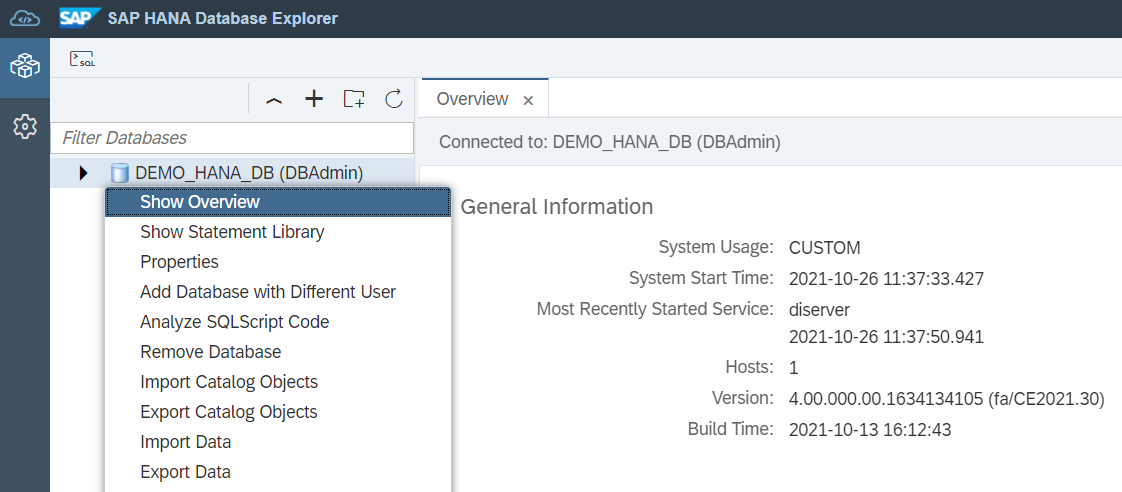 SAP SAP HANA Database Explorer
SQL
Overview ×
Filter Databases
Connected to: DEMO_HANA_DB (DBAdmin)
DEMO_HANA_DB (DBAdmin)
Show Overview
Show Statement Library
Properties
Add Database with Different User
Analyze SQLScript Code
Remove Database
Import Catalog Objects
Export Catalog Objects
Import Data
Export Data
General Information
System Usage: CUSTOM
System Start Time: 2021-10-26 11:37:33.427
Most Recently Started Service: diserver
2021-10-26 11:37:50.941
Hosts: 1
Version: 4.00.000.00.1634134105 (fa/CE2021.30)
Build Time: 2021-10-13 16:12:43